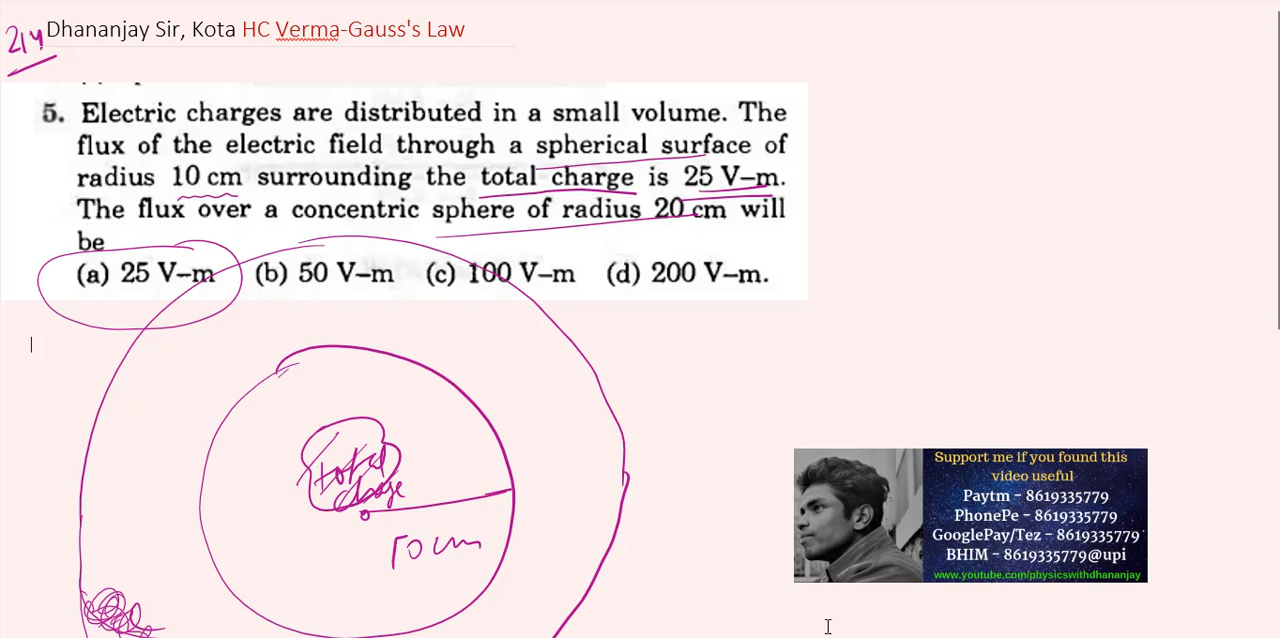 214
Dhananjay Sir, Kota HC Verma-Gauss's Law
5. Electric charges are distributed in a small volume. The
flux of the electric field through a spherical surface of
radius 10 cm surrounding the total charge is 25 V–m.
The flux over a concentric sphere of radius 20 cm will
be
(a) 25 V–m (b) 50 V–m (c) 100 V–m (d) 200 V–m.
total
charge
10 cm
Support me if you found this
video useful
Paytm - 8619335779
PhonePe - 8619335779
GooglePay/Tez - 8619335779
BHIM - 8619335779@upi
www.youtube.com/physicswithdhananjay